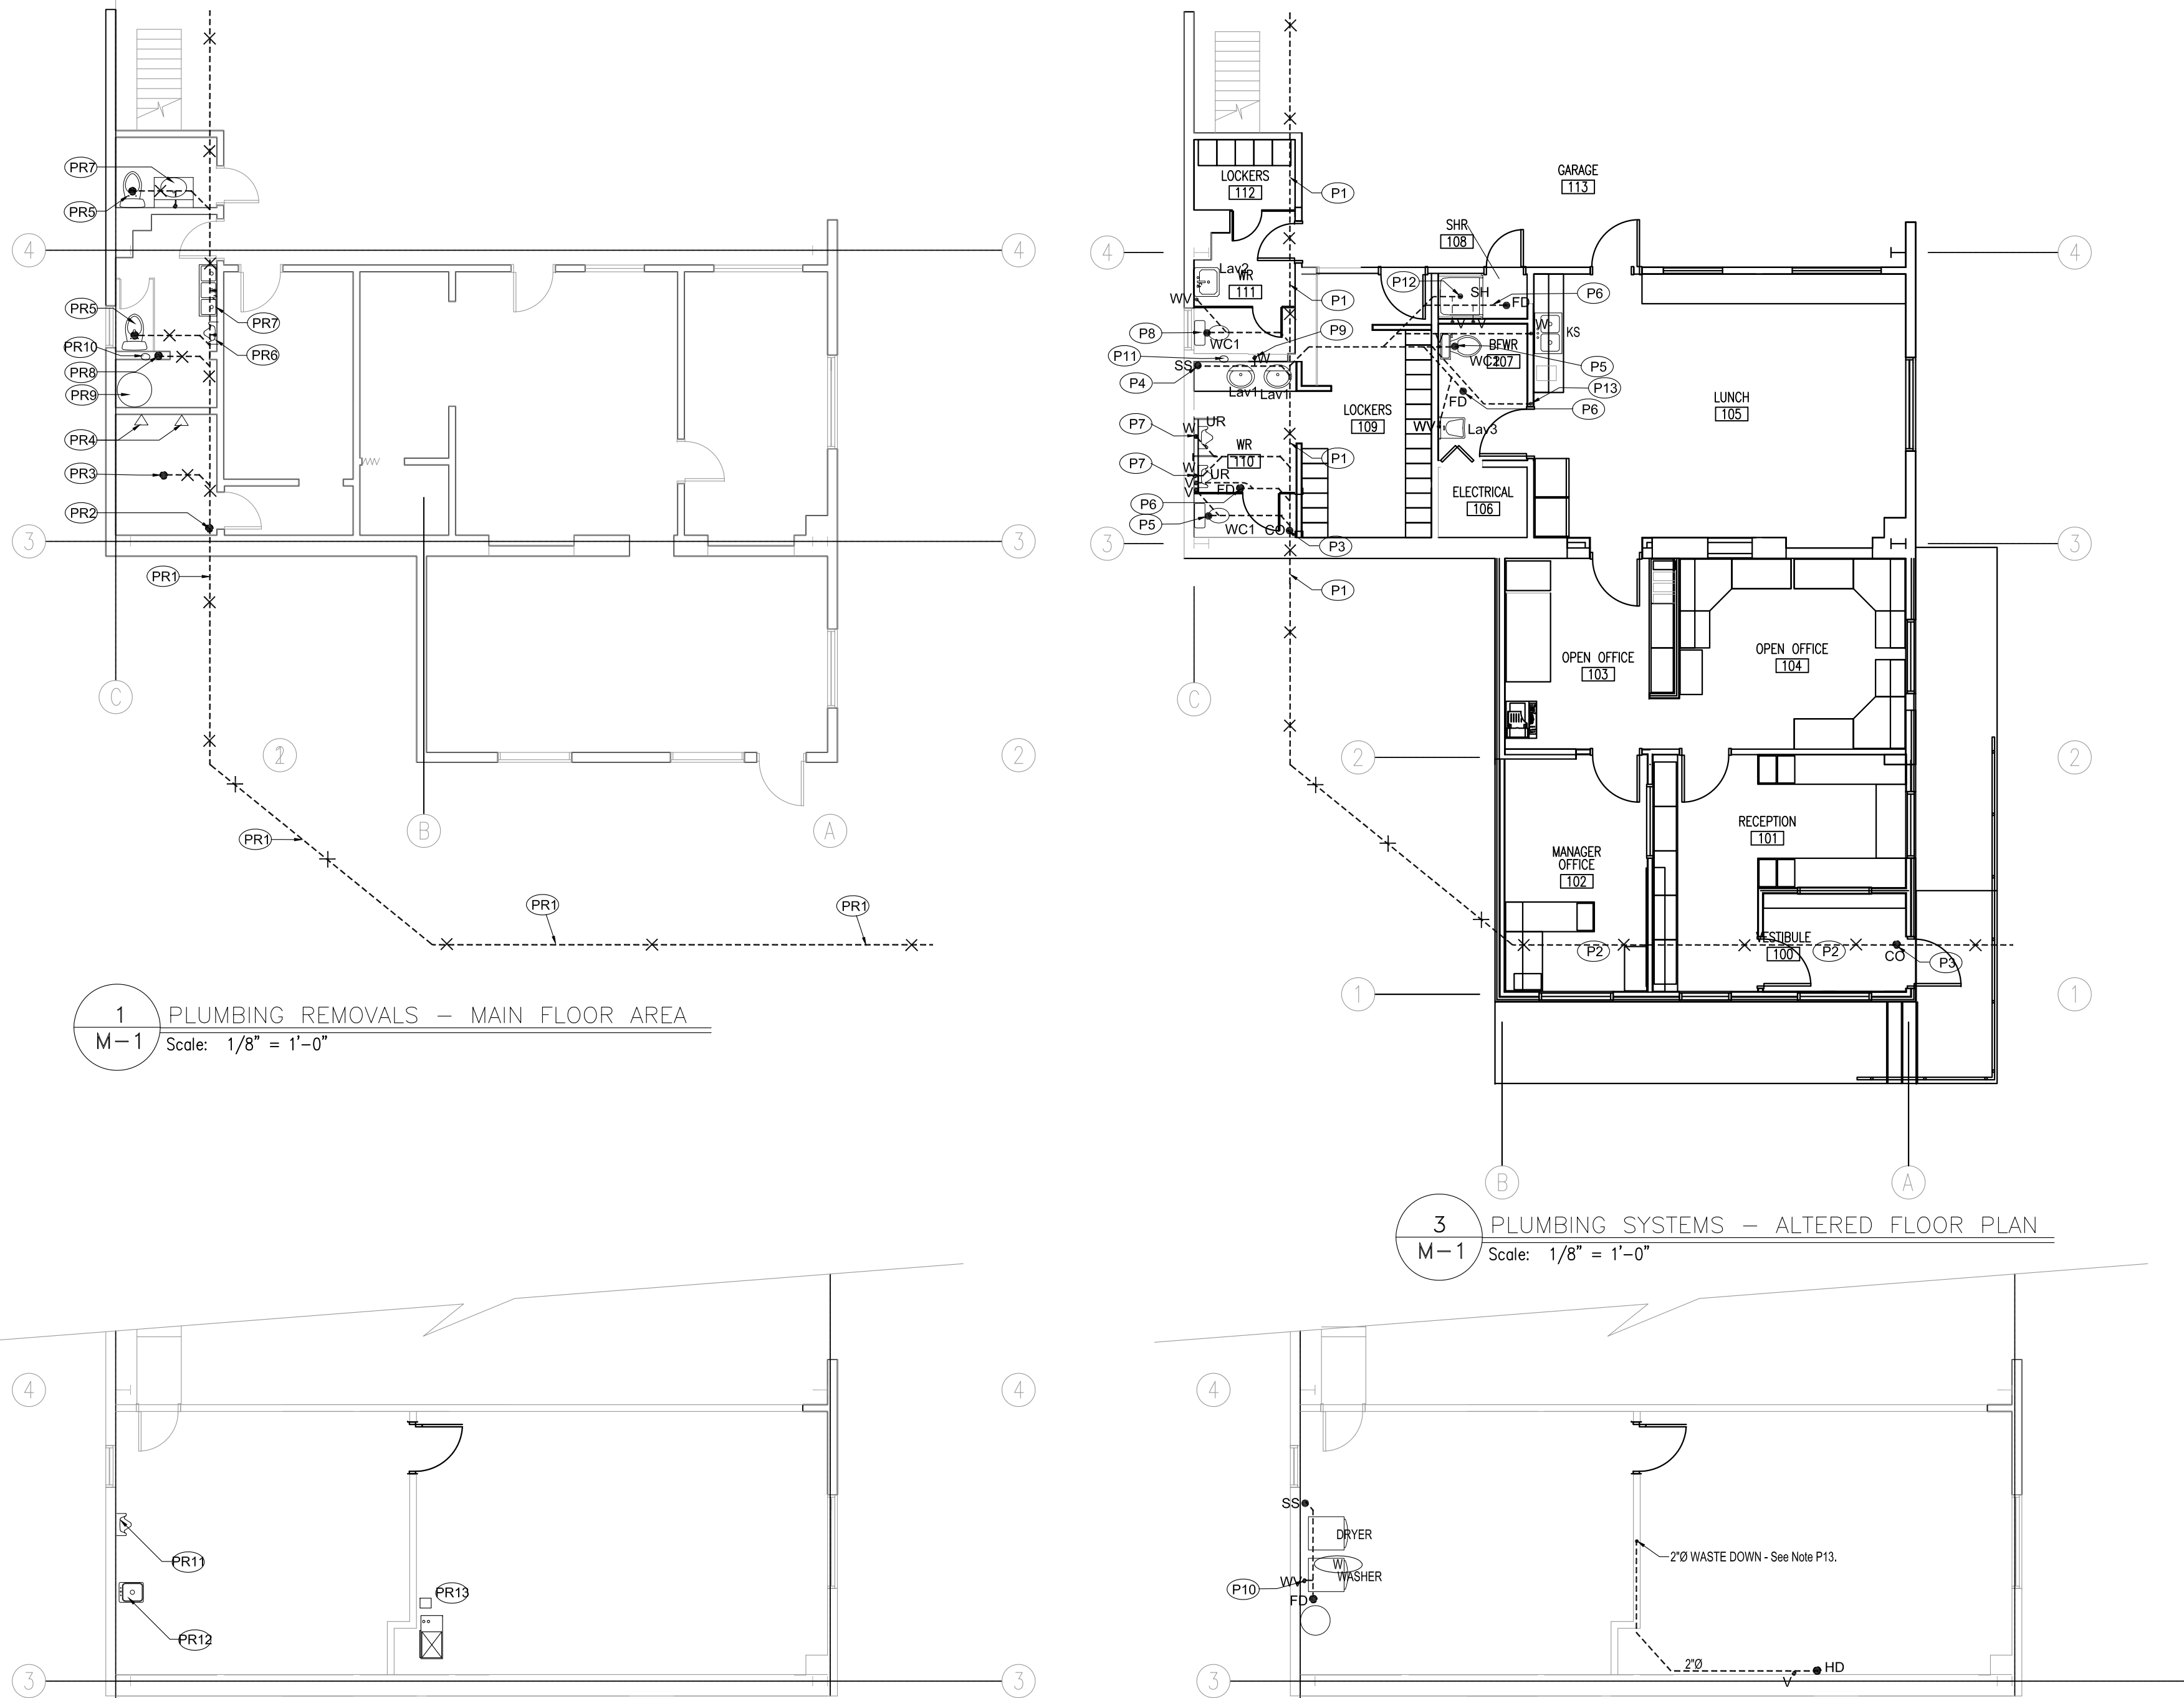 PR7
PR5
4
4
PR5
PR7
PR10
PR6
PR8
PR9
PR4
PR3
PR2
3
3
PR1
C
2
2
B
A
PR1
PR1
PR1
1
M-1
PLUMBING REMOVALS - MAIN FLOOR AREA
Scale: 1/8" = 1'-0"
LOCKERS
112
P1
GARAGE
113
SHR
108
4
4
Lav2
WR
111
WV
P1
P12
SH
FD
P6
V
V
P8
WC1
P9
W
KS
BFWR
107
WC2
P11
W
SS
P5
P4
Lav1
Lav1
P13
FD
P6
LOCKERS
109
LUNCH
105
P7
W
UR
WV
Lav3
WR
110
P1
P7
W
UR
V
V
FD
P6
ELECTRICAL
106
P5
WC1
CO
P3
3
3
P1
OPEN OFFICE
103
OPEN OFFICE
104
C
2
2
RECEPTION
101
MANAGER
OFFICE
102
VESTIBULE
100
P2
P2
CO
P3
1
1
B
A
3
M-1
PLUMBING SYSTEMS - ALTERED FLOOR PLAN
Scale: 1/8" = 1'-0"
4
4
PR11
PR13
PR12
3
3
4
SS
DRYER
W
WASHER
WV
P10
FD
2"Ø WASTE DOWN - See Note P13.
2"Ø
V
HD
3